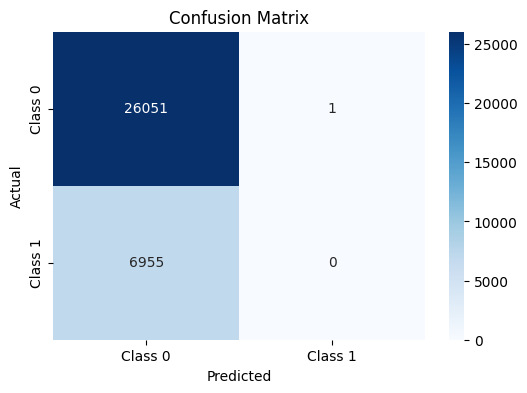 Confusion Matrix
Class 0
26051
1
Actual
Class 1
6955
0
Class 0
Class 1
Predicted
25000
20000
15000
10000
5000
0